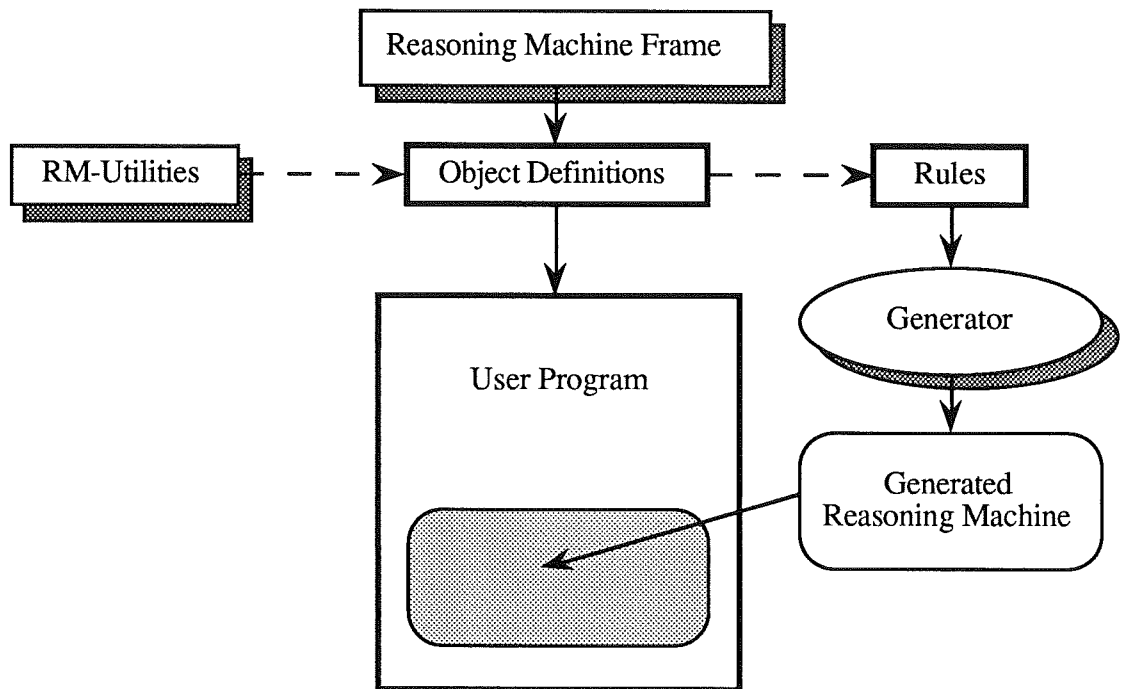 Reasoning Machine Frame
RM-Utilities
Object Definitions
Rules
Generator
User Program
Generated
Reasoning Machine